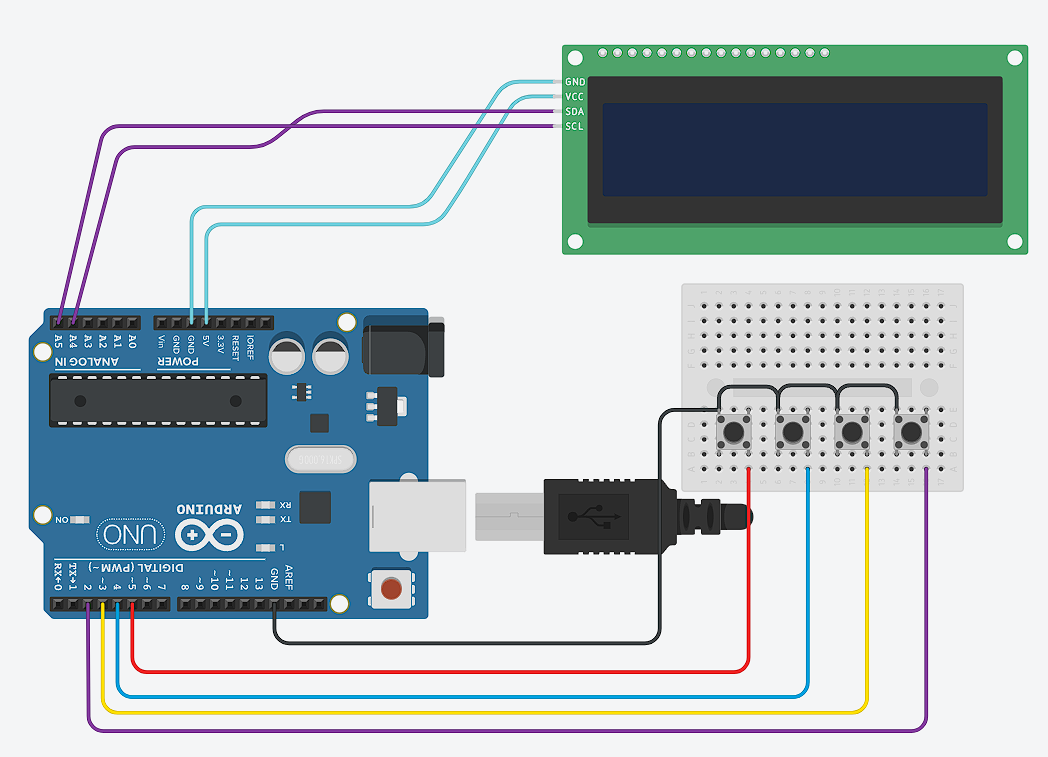 GND
VCC
SDA
SCL
A5
A4
A3
A2
A1
A0
Vin
GND
GND
5V
3.3V
RESET
IOREF
ANALOG IN
POWER
RX
TX
L
ON
UNO
ARDUINO
DIGITAL (PWM~)
RX←0
TX→1
2
~3
4
~5
~6
7
8
~9
~10
~11
12
13
GND
AREF